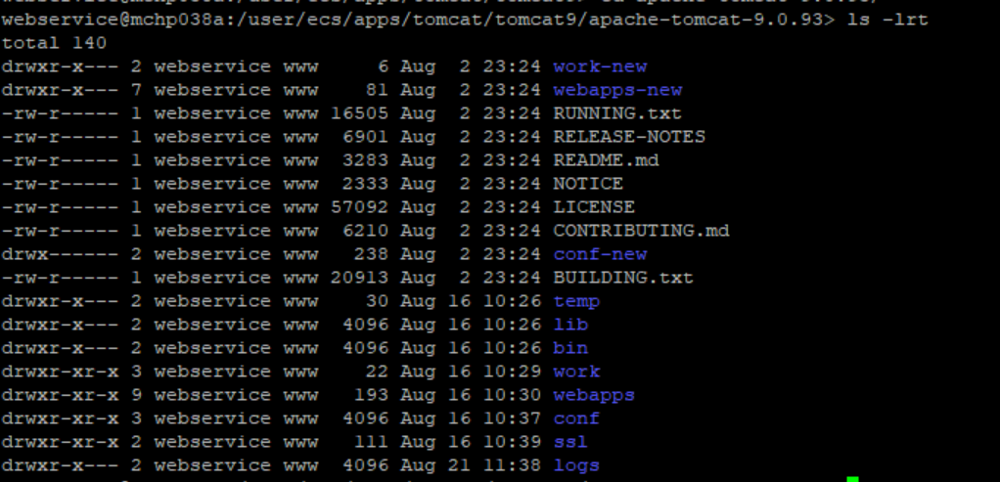 webservice@mchp038a:/user/ecs/apps/tomcat/tomcat9/apache-tomcat-9.0.93> ls -lrt
total 140
drwxr-x--- 2 webservice www     6 Aug  2 23:24 work-new
drwxr-x--- 7 webservice www    81 Aug  2 23:24 webapps-new
-rw-r----- 1 webservice www 16505 Aug  2 23:24 RUNNING.txt
-rw-r----- 1 webservice www  6901 Aug  2 23:24 RELEASE-NOTES
-rw-r----- 1 webservice www  3283 Aug  2 23:24 README.md
-rw-r----- 1 webservice www  2333 Aug  2 23:24 NOTICE
-rw-r----- 1 webservice www 57092 Aug  2 23:24 LICENSE
-rw-r----- 1 webservice www  6210 Aug  2 23:24 CONTRIBUTING.md
drwx------ 2 webservice www   238 Aug  2 23:24 conf-new
-rw-r----- 1 webservice www 20913 Aug  2 23:24 BUILDING.txt
drwxr-x--- 2 webservice www    30 Aug 16 10:26 temp
drwxr-x--- 2 webservice www  4096 Aug 16 10:26 lib
drwxr-x--- 2 webservice www  4096 Aug 16 10:26 bin
drwxr-xr-x 3 webservice www    22 Aug 16 10:29 work
drwxr-xr-x 9 webservice www   193 Aug 16 10:30 webapps
drwxr-xr-x 3 webservice www  4096 Aug 16 10:37 conf
drwxr-xr-x 2 webservice www   111 Aug 16 10:39 ssl
drwxr-x--- 2 webservice www  4096 Aug 21 11:38 logs